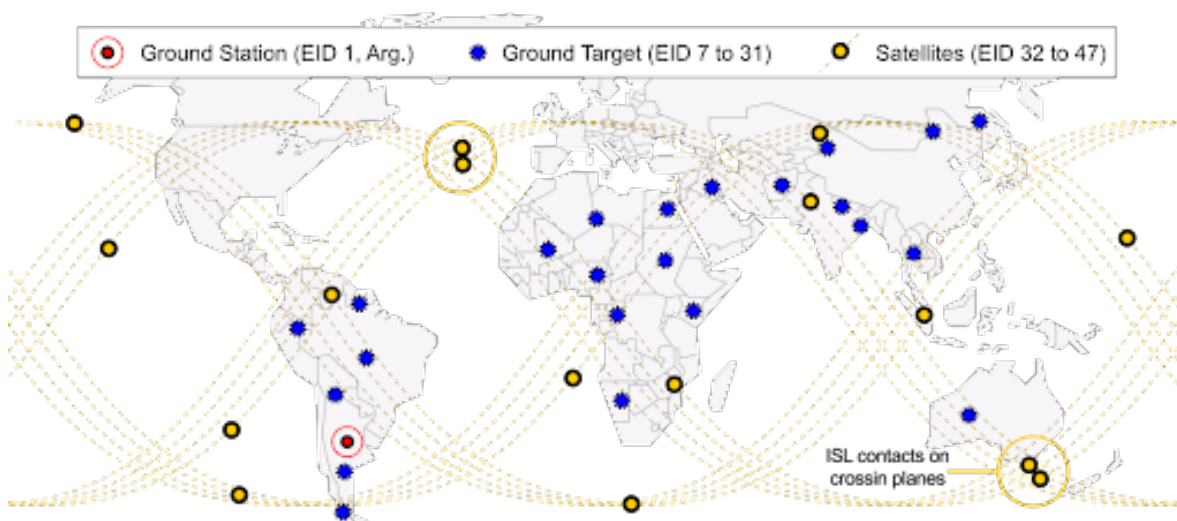 Ground Station (EID 1, Arg.) Ground Target (EID 7 to 31) Satellites (EID 32 to 47)
ISL contacts on
crossin planes